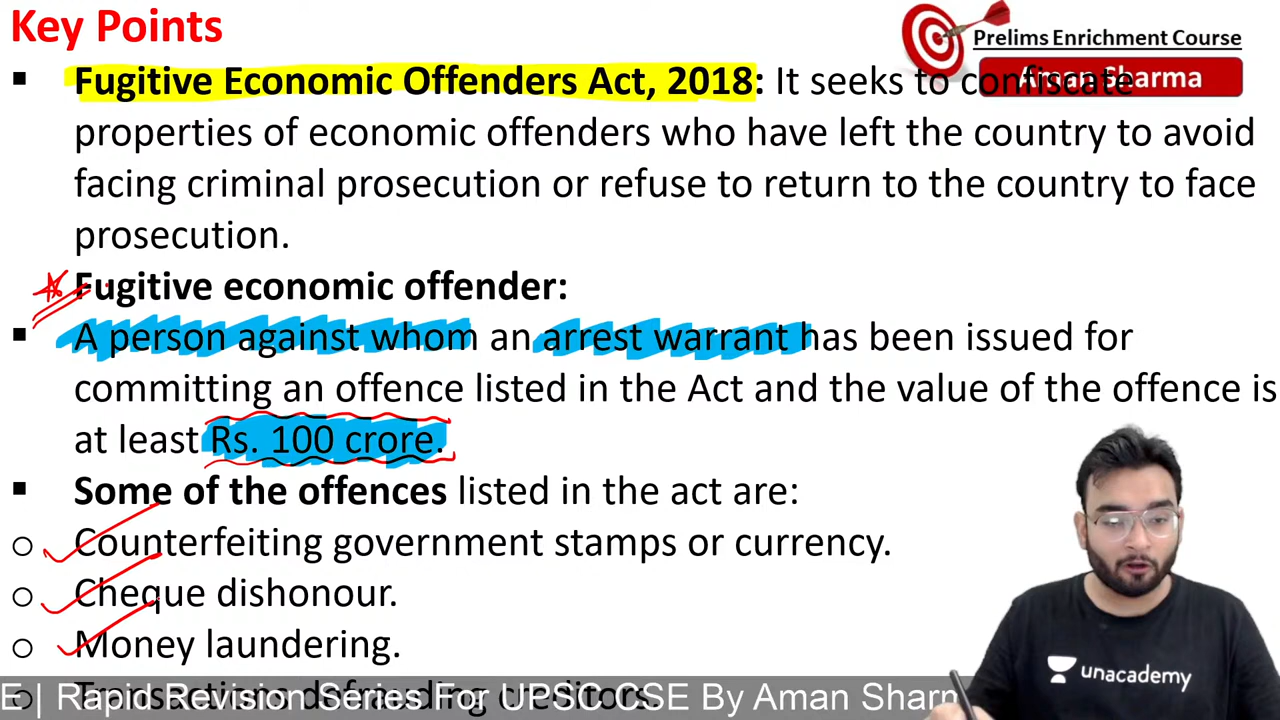 Key Points
Prelims Enrichment Course
Aman Sharma
▪ Fugitive Economic Offenders Act, 2018: It seeks to confiscate
properties of economic offenders who have left the country to avoid
facing criminal prosecution or refuse to return to the country to face
prosecution.
Fugitive economic offender:
▪ A person against whom an arrest warrant has been issued for
committing an offence listed in the Act and the value of the offence is
at least Rs. 100 crore.
▪ Some of the offences listed in the act are:
o Counterfeiting government stamps or currency.
o Cheque dishonour.
o Money laundering.
o Transactions defrauding creditors.
unacademy
E | Rapid Revision Series For UPSC CSE By Aman Sharm